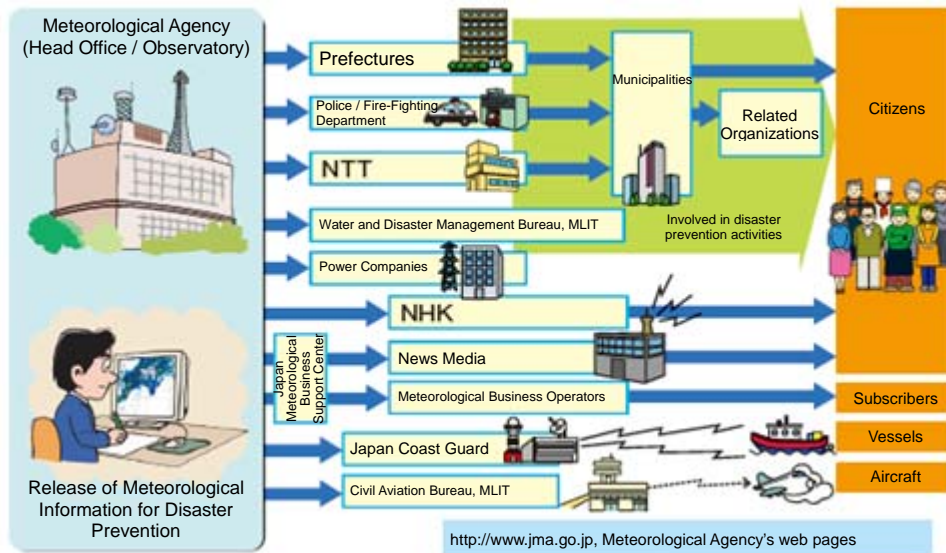 Meteorological Agency
(Head Office / Observatory)
Prefectures
Police / Fire-Fighting
Department
NTT
Water and Disaster Management Bureau, MLIT
Power Companies
Municipalities
Related
Organizations
Involved in disaster
prevention activities
Citizens
NHK
Japan
Meteorological
Business
Support Center
News Media
Meteorological Business Operators
Subscribers
Japan Coast Guard
Vessels
Civil Aviation Bureau, MLIT
Aircraft
Release of Meteorological
Information for Disaster
Prevention
http://www.jma.go.jp, Meteorological Agency's web pages